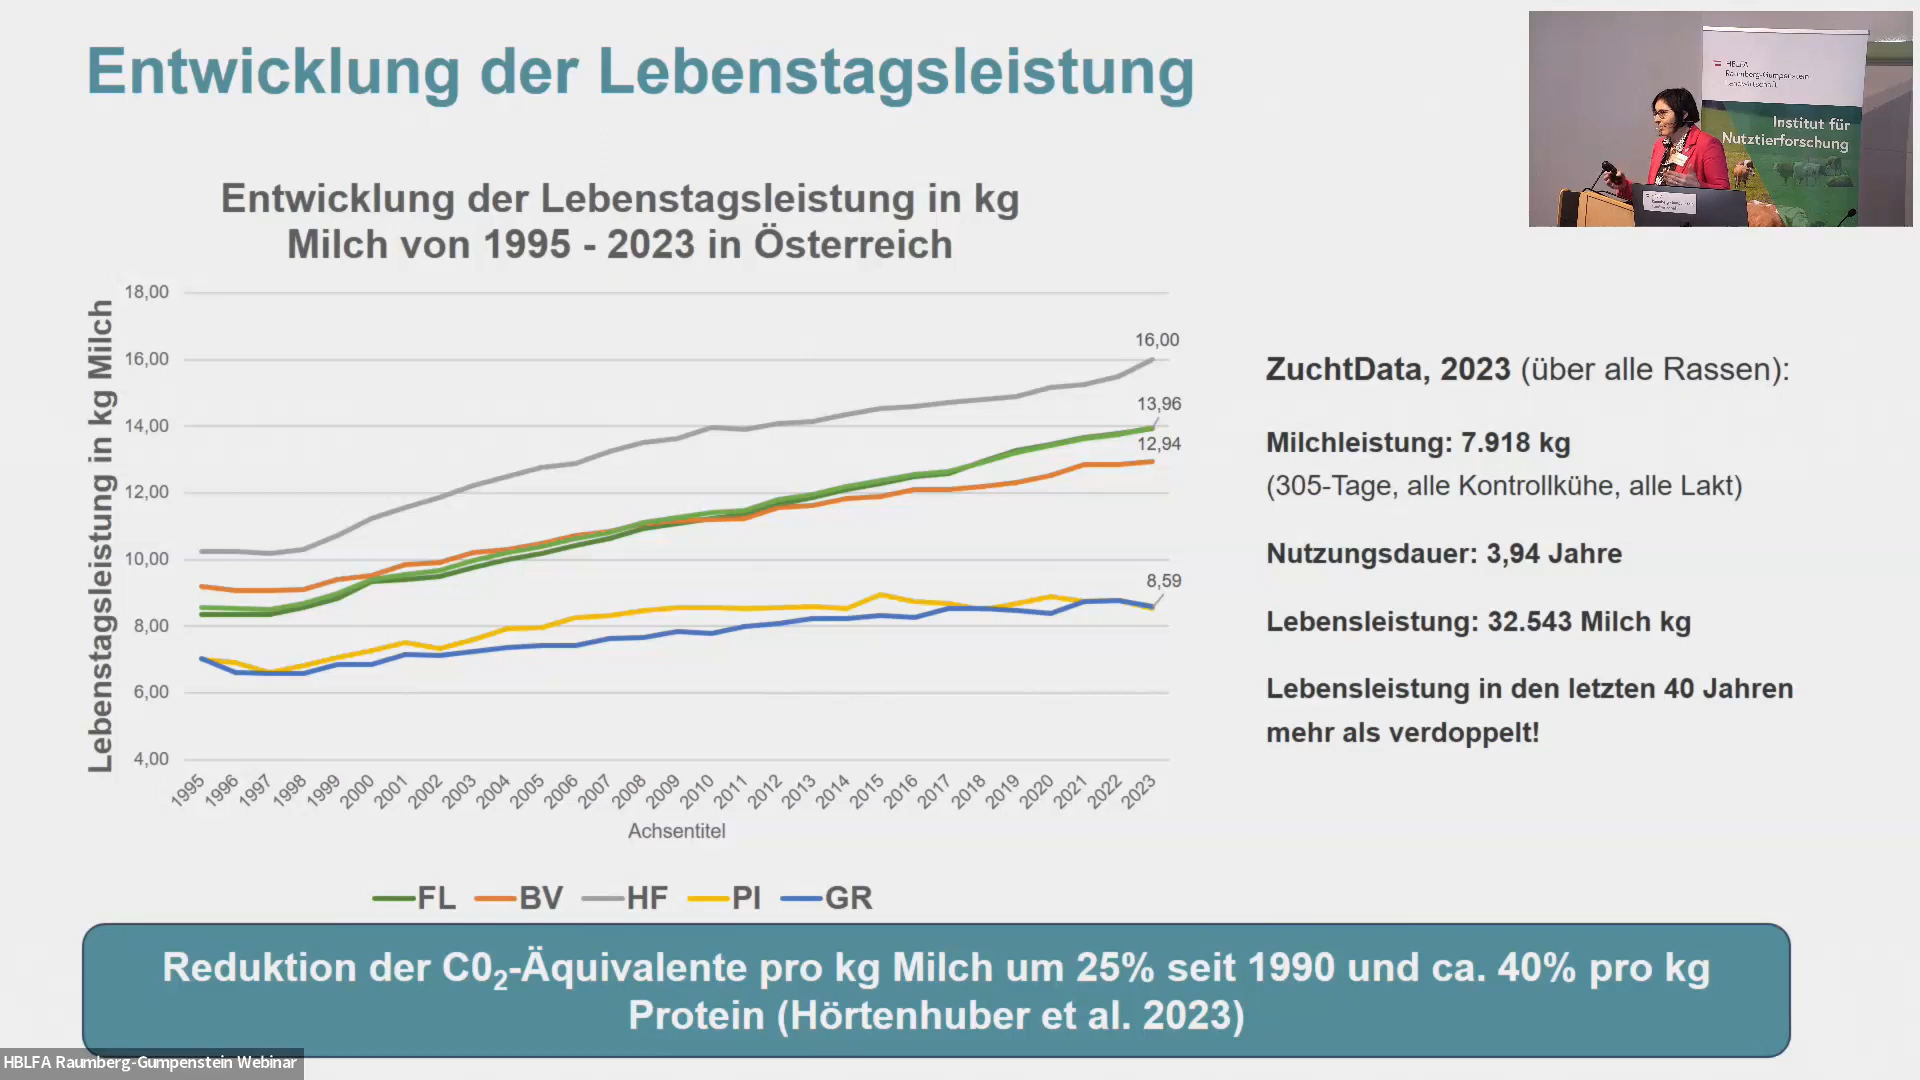 Entwicklung der Lebenstagsleistung
HBLFA
Raumberg-Gumpenstein
Landwirtschaft
Institut für
Nutztierforschung
Entwicklung der Lebenstagsleistung in kg
Milch von 1995 - 2023 in Österreich
Lebenstagsleistung in kg Milch
18,00
16,00
14,00
12,00
10,00
8,00
6,00
4,00
16,00
13,96
12,94
8,59
1995
1996
1997
1998
1999
2000
2001
2002
2003
2004
2005
2006
2007
2008
2009
2010
2011
2012
2013
2014
2015
2016
2017
2018
2019
2020
2021
2022
2023
Achsentitel
FL BV HF PI GR
ZuchtData, 2023 (über alle Rassen):
Milchleistung: 7.918 kg
(305-Tage, alle Kontrollkühe, alle Lakt)
Nutzungsdauer: 3,94 Jahre
Lebensleistung: 32.543 Milch kg
Lebensleistung in den letzten 40 Jahren
mehr als verdoppelt!
Reduktion der C0₂-Äquivalente pro kg Milch um 25% seit 1990 und ca. 40% pro kg
Protein (Hörtenhuber et al. 2023)
HBLFA Raumberg-Gumpenstein Webinar